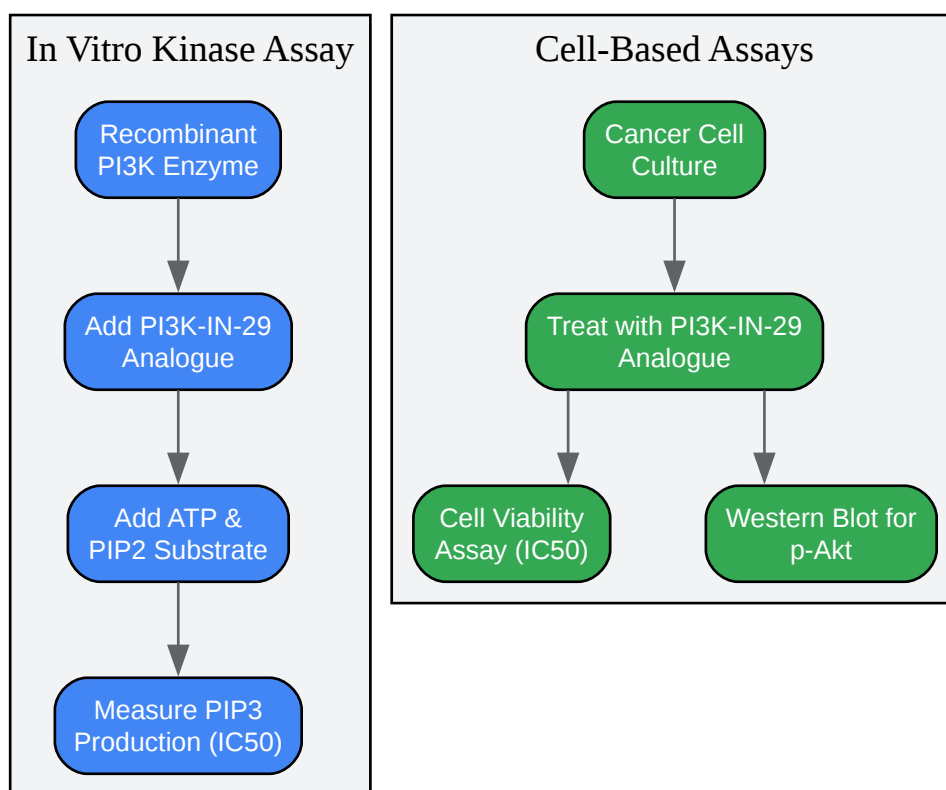 In Vitro Kinase Assay
Recombinant
PI3K Enzyme
Add PI3K-IN-29
Analogue
Add ATP &
PIP2 Substrate
Measure PIP3
Production (IC50)
Cell-Based Assays
Cancer Cell
Culture
Treat with PI3K-IN-29
Analogue
Cell Viability
Assay (IC50)
Western Blot for
p-Akt